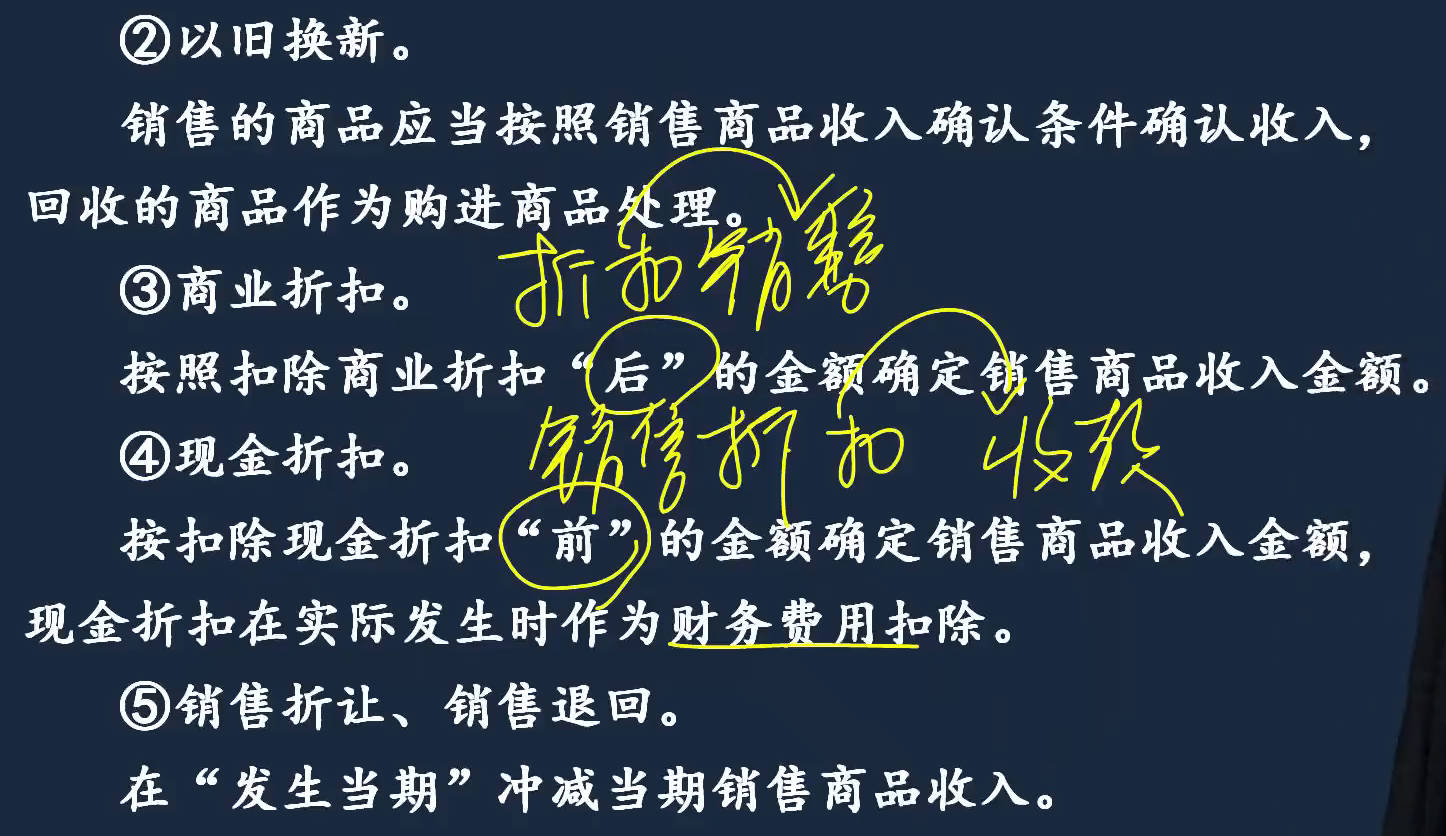 ②以旧换新。
销售的商品应当按照销售商品收入确认条件确认收入，
回收的商品作为购进商品处理。
折扣销售
③商业折扣。
按照扣除商业折扣“后”的金额确定销售商品收入金额。
销售折扣 收款
④现金折扣。
按扣除现金折扣“前”的金额确定销售商品收入金额，
现金折扣在实际发生时作为财务费用扣除。
⑤销售折让、销售退回。
在“发生当期”冲减当期销售商品收入。